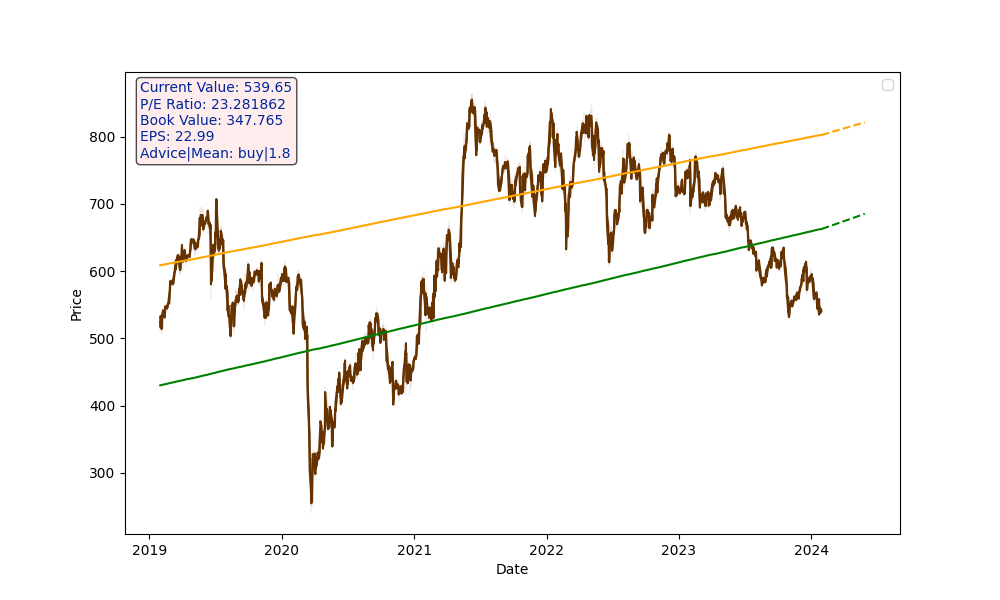 Current Value: 539.65
P/E Ratio: 23.281862
Book Value: 347.765
EPS: 22.99
Advice|Mean: buy|1.8
800
700
600
500
400
300
Price
2019 2020 2021 2022 2023 2024
Date